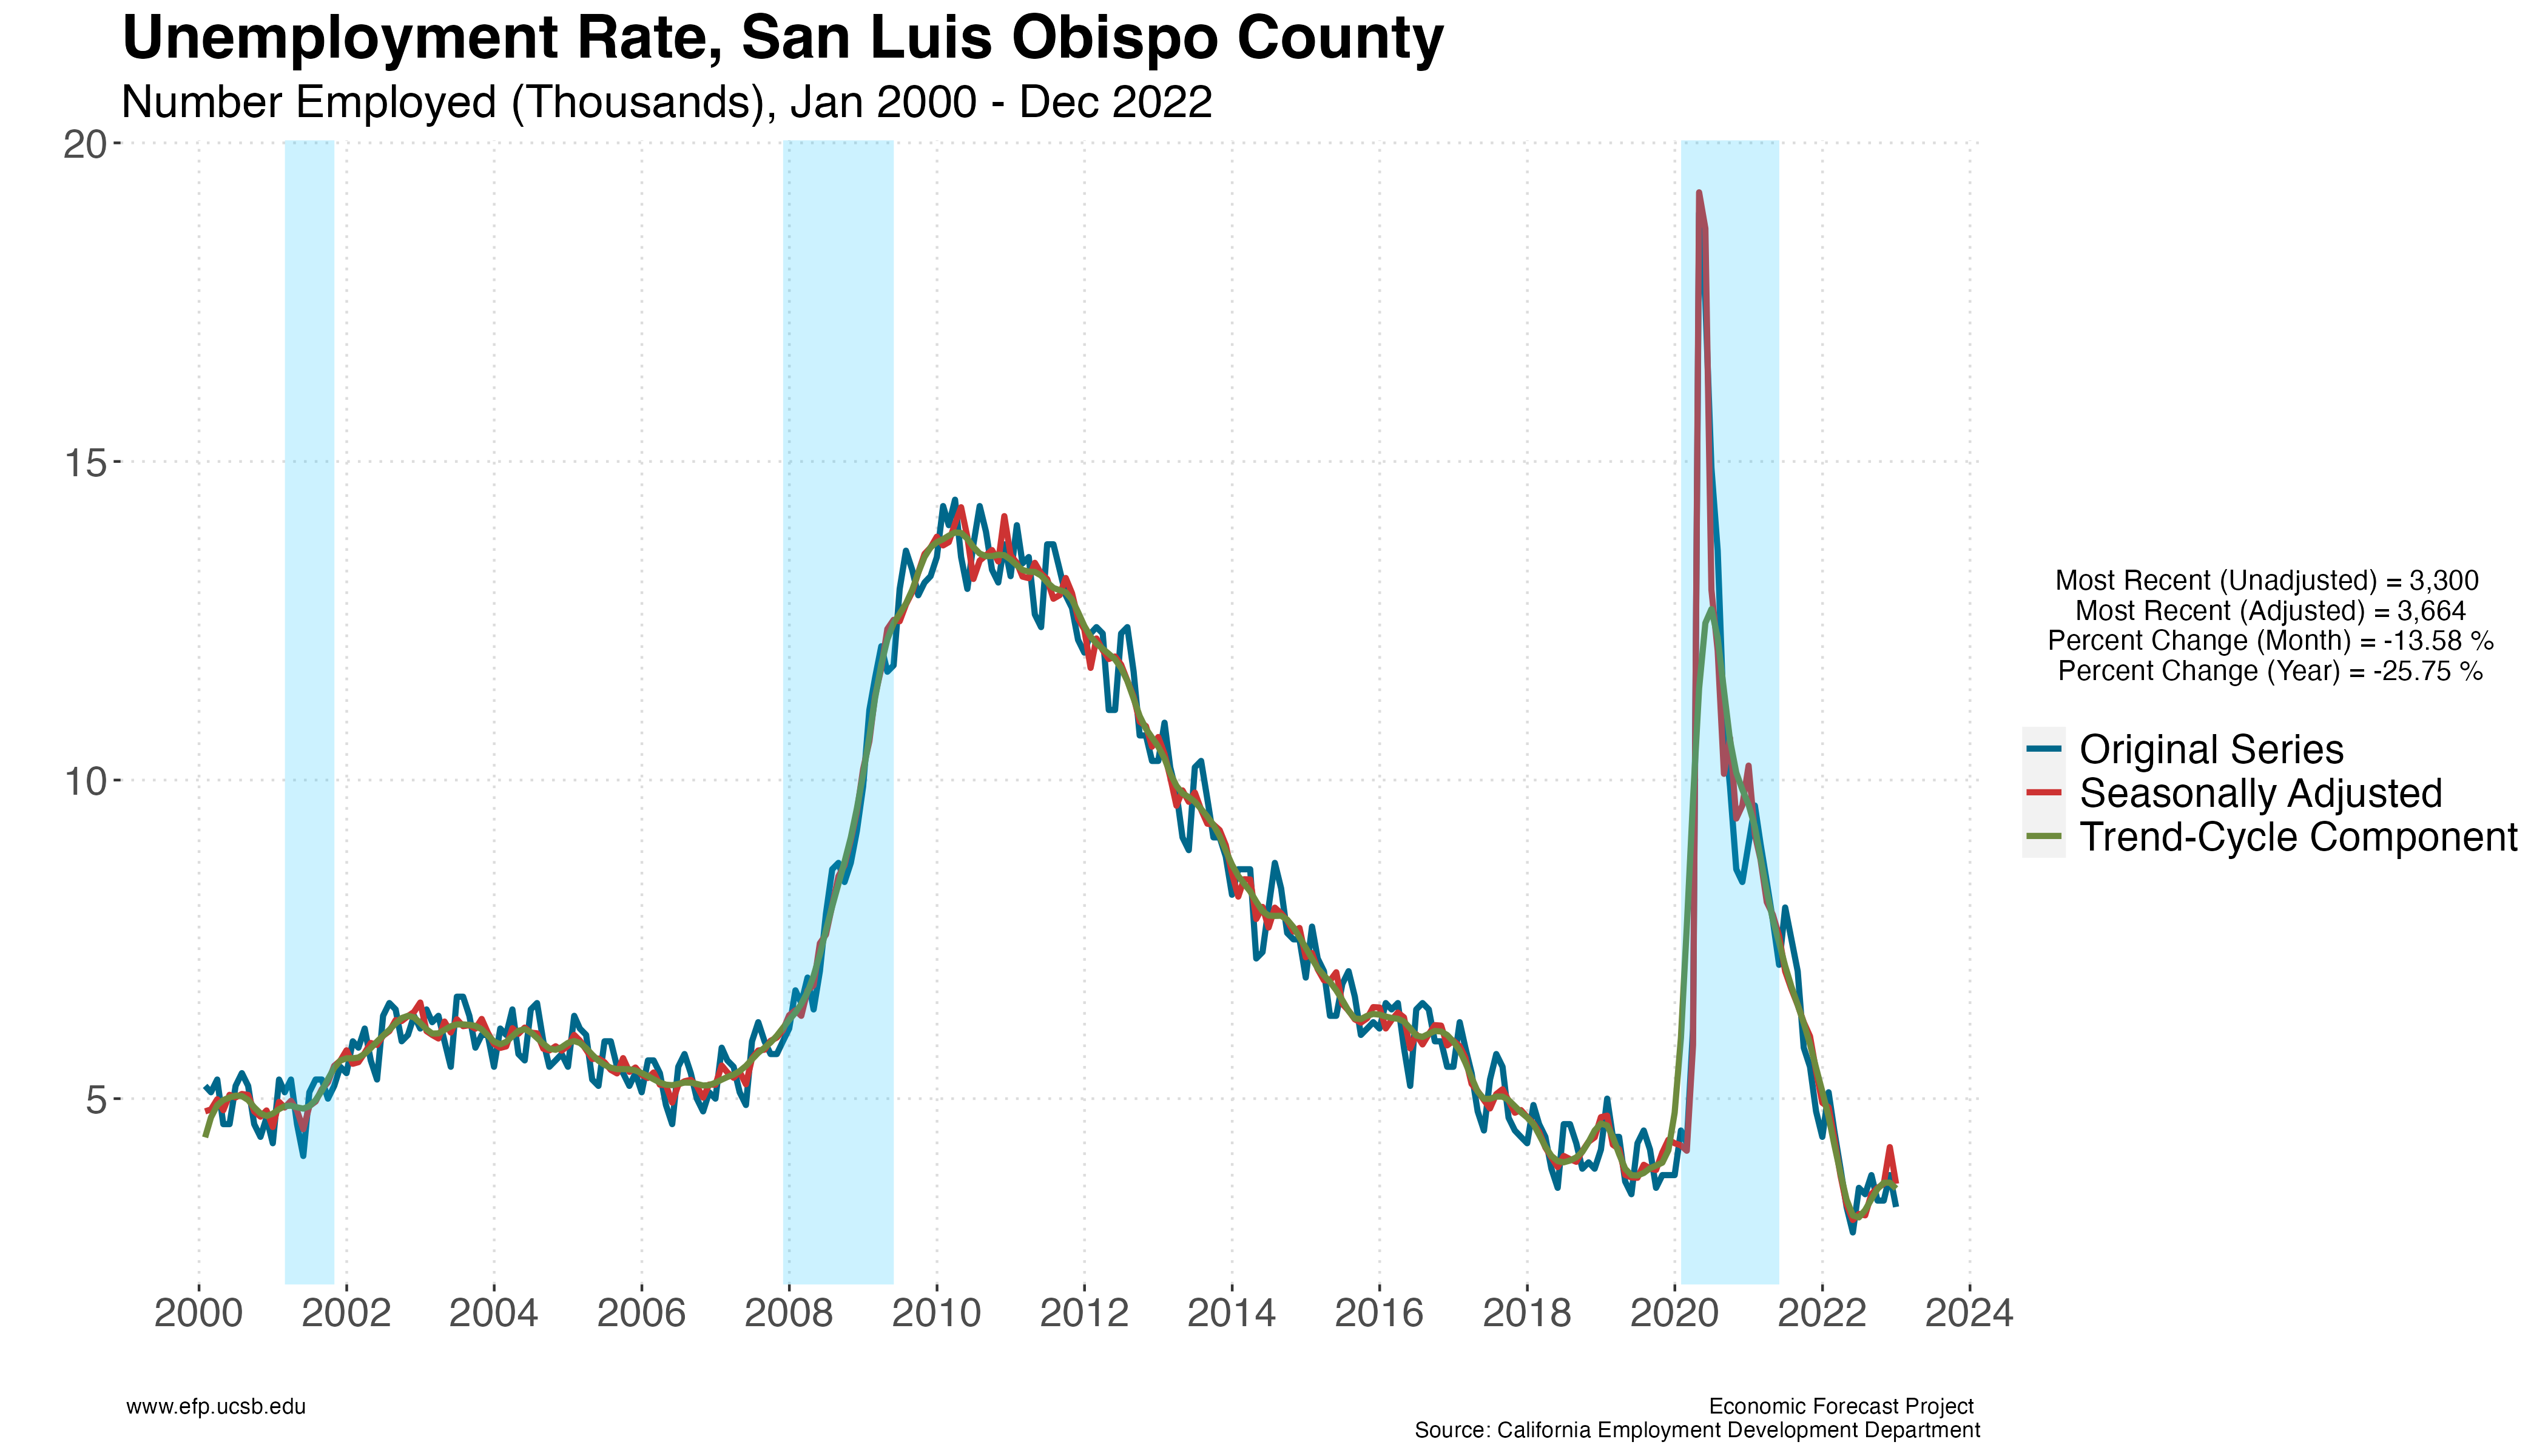 Unemployment Rate, San Luis Obispo County
Number Employed (Thousands), Jan 2000 - Dec 2022
20
15
10
5
2000 2002 2004 2006 2008 2010 2012 2014 2016 2018 2020 2022 2024
Most Recent (Unadjusted) = 3,300
Most Recent (Adjusted) = 3,664
Percent Change (Month) = -13.58 %
Percent Change (Year) = -25.75 %
Original Series
Seasonally Adjusted
Trend-Cycle Component
www.efp.ucsb.edu
Economic Forecast Project
Source: California Employment Development Department